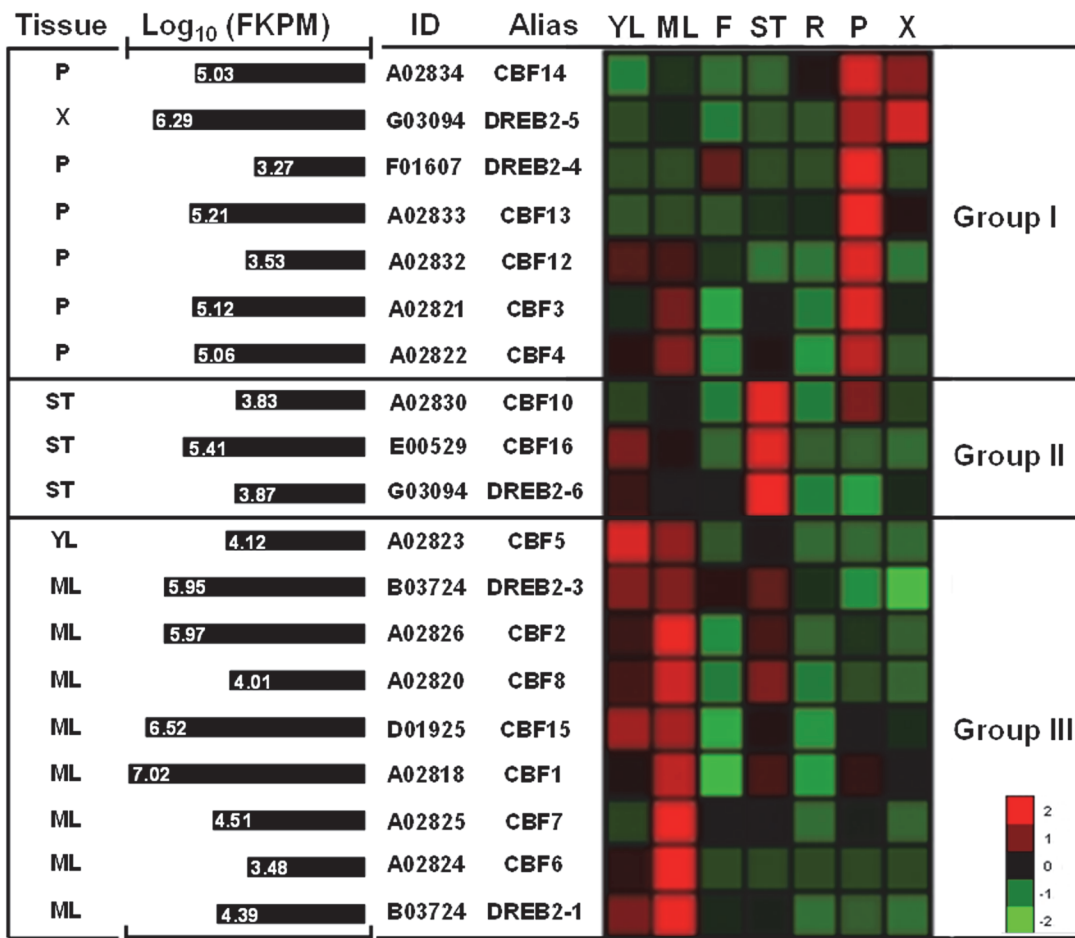 Tissue Log₁₀ (FKPM) ID Alias YL ML F ST R P X
P 5.03 A02834 CBF14
X 6.29 G03094 DREB2-5
P 3.27 F01607 DREB2-4
P 5.21 A02833 CBF13 Group I
P 3.53 A02832 CBF12
P 5.12 A02821 CBF3
P 5.06 A02822 CBF4
ST 3.83 A02830 CBF10
ST 5.41 E00529 CBF16 Group II
ST 3.87 G03094 DREB2-6
YL 4.12 A02823 CBF5
ML 5.95 B03724 DREB2-3
ML 5.97 A02826 CBF2
ML 4.01 A02820 CBF8
ML 6.52 D01925 CBF15 Group III
ML 7.02 A02818 CBF1
ML 4.51 A02825 CBF7
ML 3.48 A02824 CBF6
ML 4.39 B03724 DREB2-1
2
1
0
-1
-2